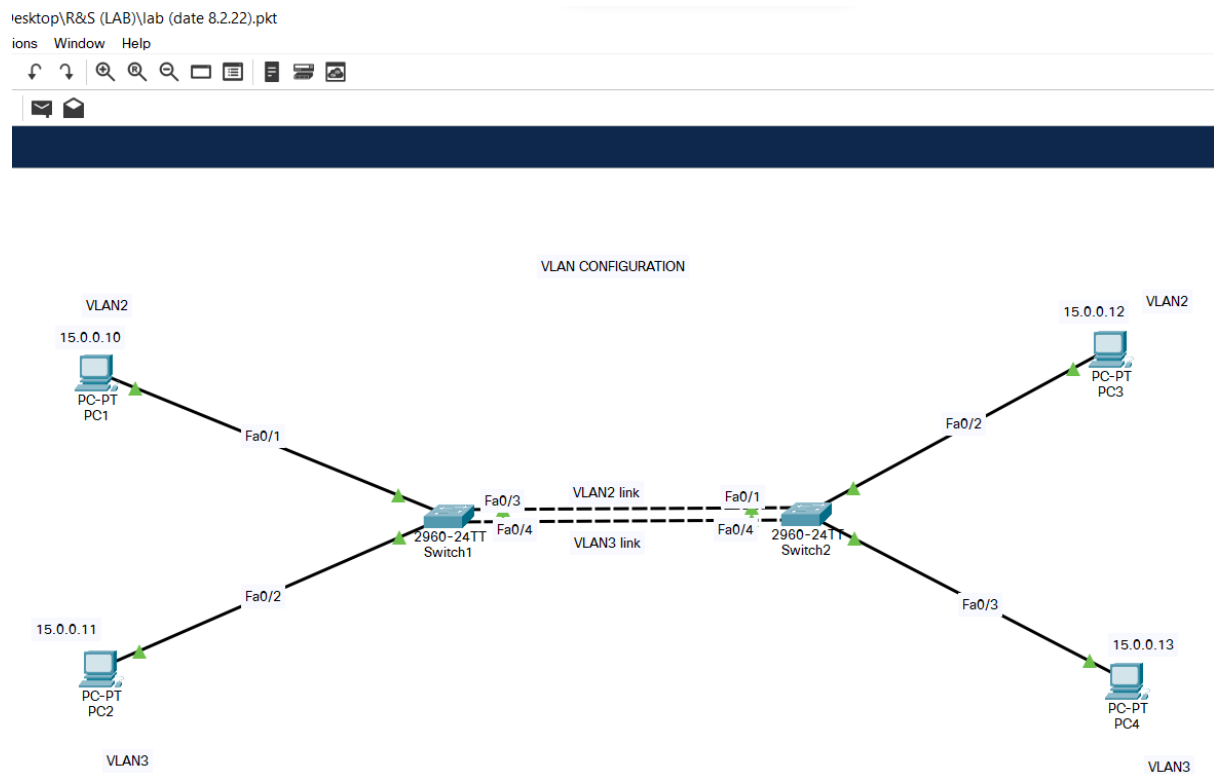 esktop\R&S (LAB)\lab (date 8.2.22).pkt
ions Window Help
VLAN CONFIGURATION
VLAN2
15.0.0.10
PC-PT
PC1
Fa0/1
VLAN2
15.0.0.12
PC-PT
PC3
Fa0/2
Fa0/3
VLAN2 link
Fa0/1
2960-24TT
Switch1
Fa0/4
VLAN3 link
Fa0/4
2960-24TT
Switch2
Fa0/2
15.0.0.11
PC-PT
PC2
VLAN3
Fa0/3
15.0.0.13
PC-PT
PC4
VLAN3